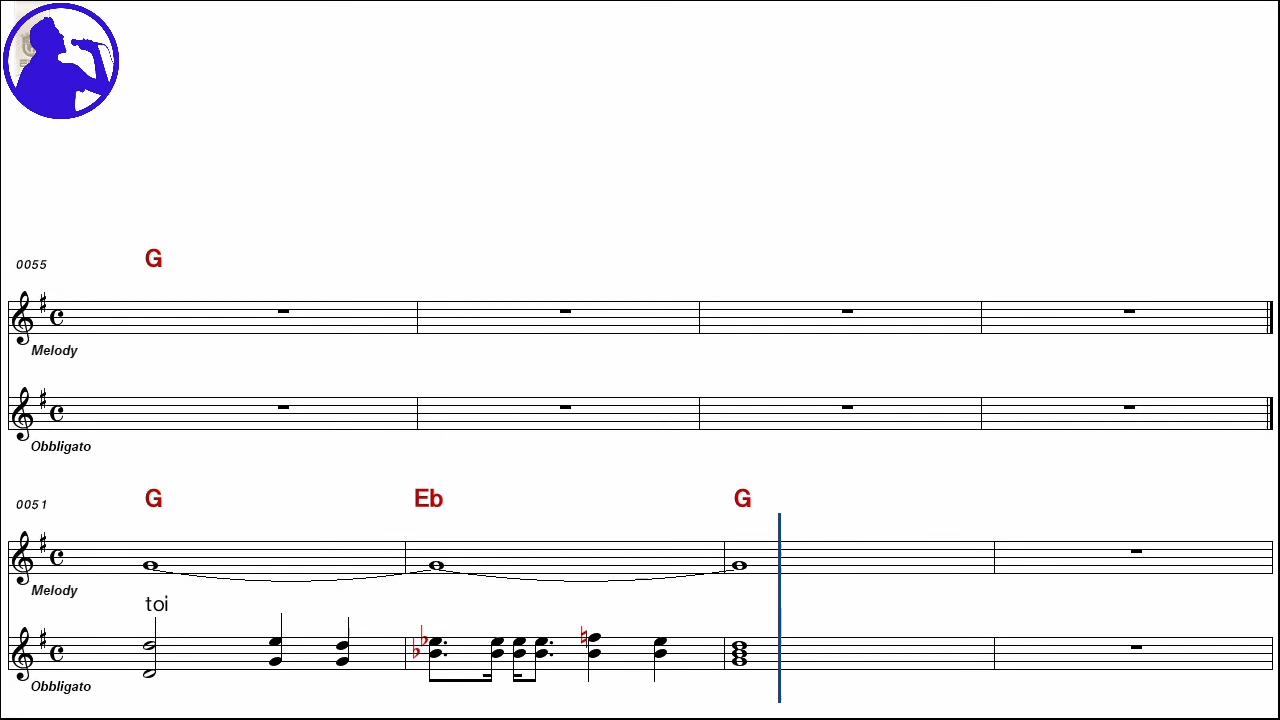 0055 G
Melody
Obbligato
0051 G Eb G
Melody
toi
Obbligato